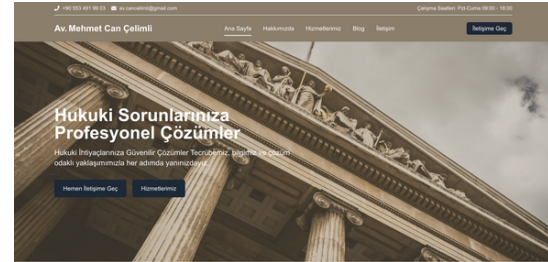 +90 553 491 99 03 av.cancelimli@gmail.com Çalışma Saatleri: Pzt-Cuma 09:00 - 18:00
Av. Mehmet Can Çelimli Ana Sayfa Hakkımızda Hizmetlerimiz Blog İletişim İletişime Geç
Hukuki Sorunlarınıza
Profesyonel Çözümler
Hukuki İhtiyaçlarınıza Güvenilir Çözümler Tecrübemiz, bilgimiz ve çözüm
odaklı yaklaşımımızla her adımda yanınızdayız.
Hemen İletişime Geç Hizmetlerimiz